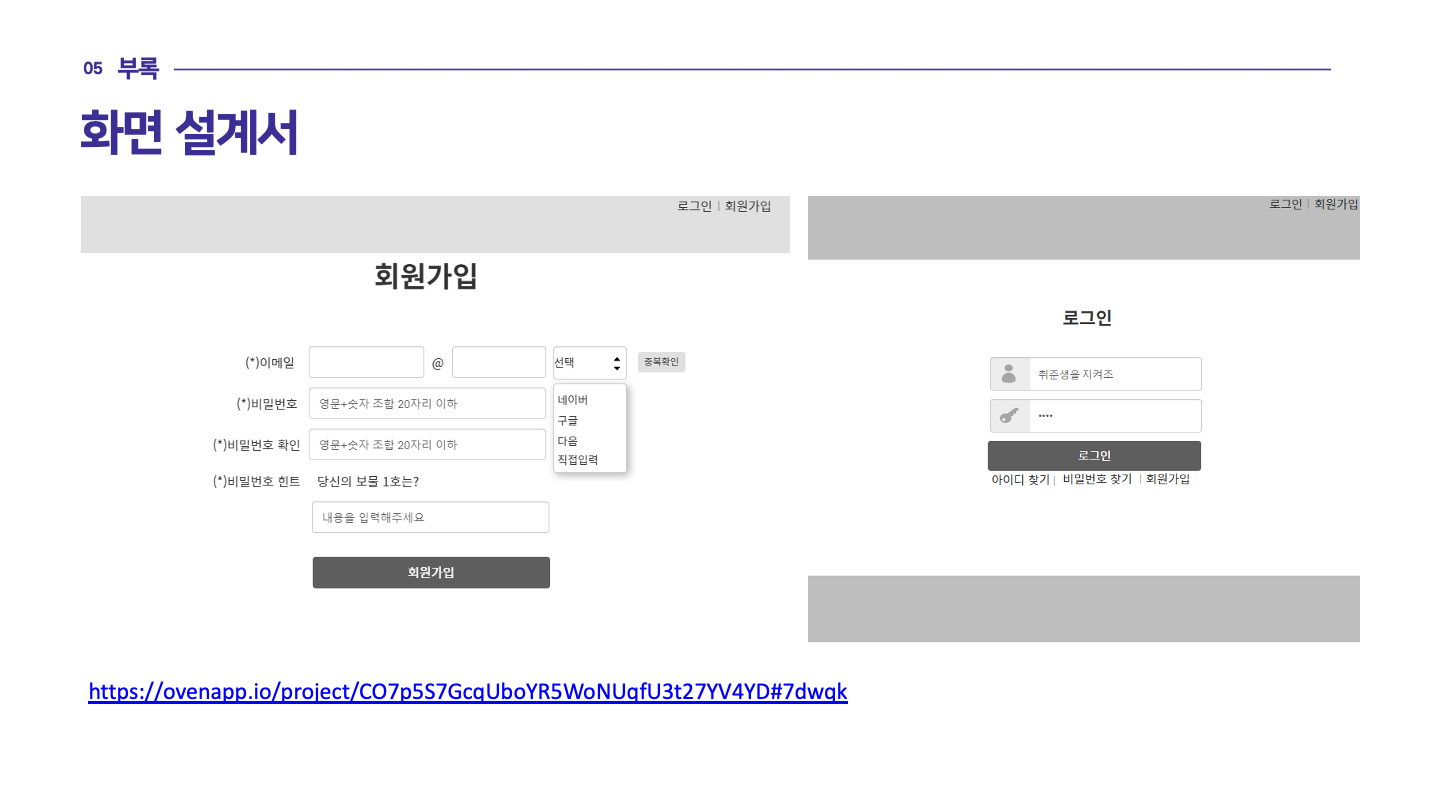 05 부록
화면 설계서
로그인 | 회원가입
회원가입
(*)이메일 @ 선택 중복확인
네이버
구글
다음
직접입력
(*)비밀번호 영문+숫자 조합 20자리 이하
(*)비밀번호 확인 영문+숫자 조합 20자리 이하
(*)비밀번호 힌트 당신의 보물 1호는?
내용을 입력해주세요
회원가입
로그인 | 회원가입
로그인
취준생을 지켜조
••••
로그인
아이디 찾기 | 비밀번호 찾기 | 회원가입
https://ovenapp.io/project/CO7p5S7GcqUboYR5WoNUqfU3t27YV4YD#7dwqk